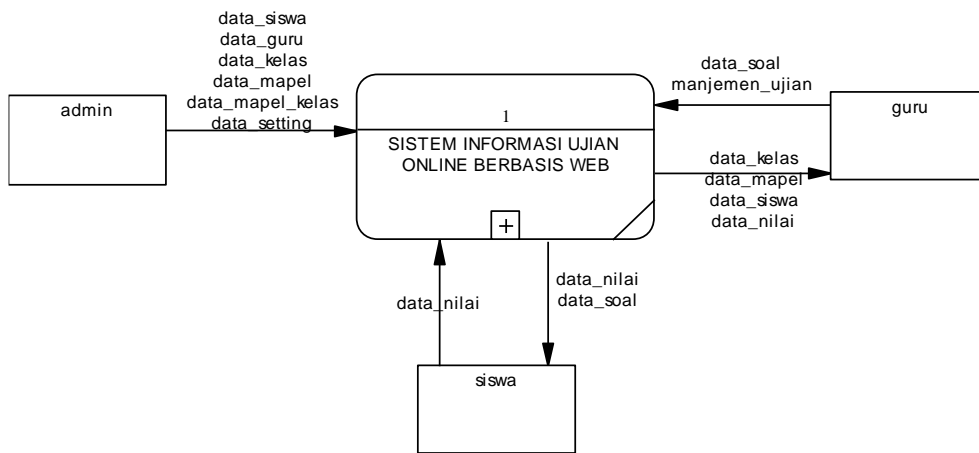 data_siswa
data_guru
data_kelas
data_mapel
data_mapel_kelas
data_setting
admin
1
SISTEM INFORMASI UJIAN
ONLINE BERBASIS WEB
data_soal
manjemen_ujian
guru
data_kelas
data_mapel
data_siswa
data_nilai
data_nilai
data_nilai
data_soal
siswa